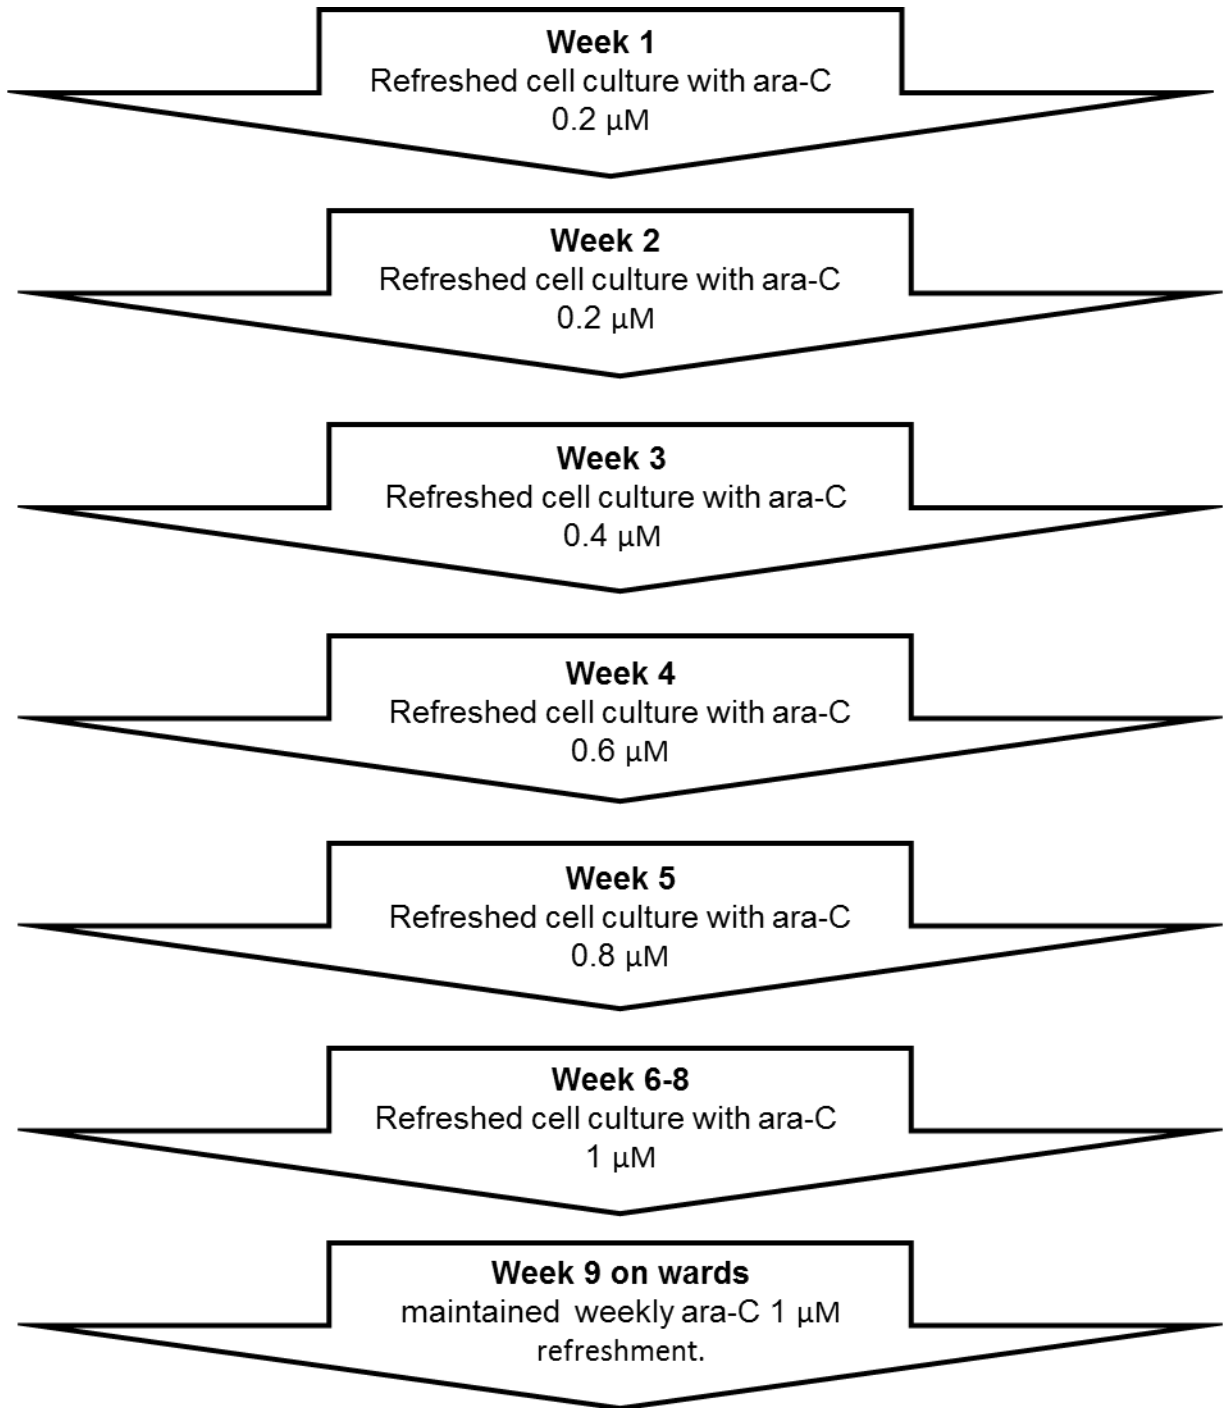 Week 1
Refreshed cell culture with ara-C
0.2 µM
Week 2
Refreshed cell culture with ara-C
0.2 µM
Week 3
Refreshed cell culture with ara-C
0.4 µM
Week 4
Refreshed cell culture with ara-C
0.6 µM
Week 5
Refreshed cell culture with ara-C
0.8 µM
Week 6-8
Refreshed cell culture with ara-C
1 µM
Week 9 on wards
maintained weekly ara-C 1 µM
refreshment.